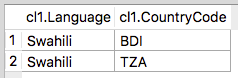 cl1.Language cl1.CountryCode
1 Swahili BDI
2 Swahili TZA